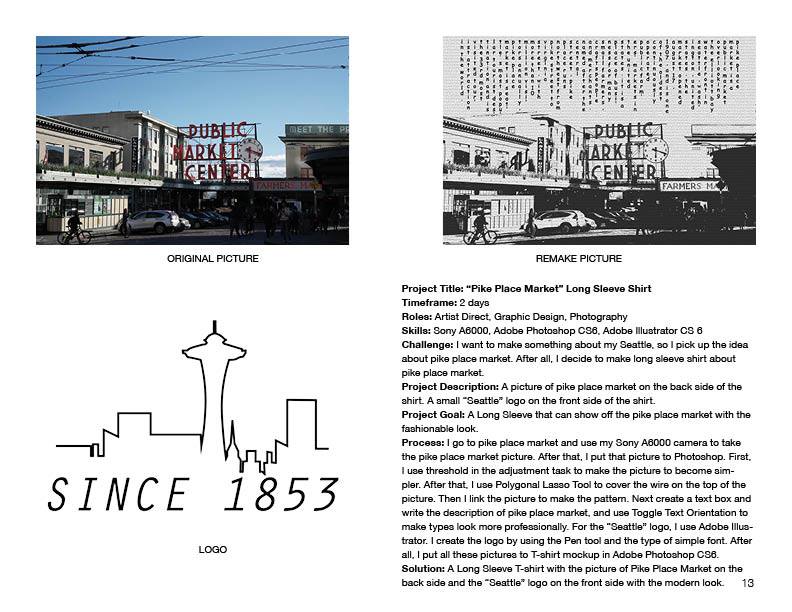 PUBLIC
MARKET
CENTER
MEET THE
FARMERS
ORIGINAL PICTURE
PUBLIC
MARKET
CENTER
FARMERS
REMAKE PICTURE
SINCE 1853
LOGO
Project Title: “Pike Place Market” Long Sleeve Shirt
Timeframe: 2 days
Roles: Artist Direct, Graphic Design, Photography
Skills: Sony A6000, Adobe Photoshop CS6, Adobe Illustrator CS 6
Challenge: I want to make something about my Seattle, so I pick up the idea
about pike place market. After all, I decide to make long sleeve shirt about
pike place market.
Project Description: A picture of pike place market on the back side of the
shirt. A small “Seattle” logo on the front side of the shirt.
Project Goal: A Long Sleeve that can show off the pike place market with the
fashionable look.
Process: I go to pike place market and use my Sony A6000 camera to take
the pike place market picture. After that, I put that picture to Photoshop. First,
I use threshold in the adjustment task to make the picture to become sim-
pler. After that, I use Polygonal Lasso Tool to cover the wire on the top of the
picture. Then I link the picture to make the pattern. Next create a text box and
write the description of pike place market, and use Toggle Text Orientation to
make types look more professionally. For the “Seattle” logo, I use Adobe Illus-
trator. I create the logo by using the Pen tool and the type of simple font. After
all, I put all these pictures to T-shirt mockup in Adobe Photoshop CS6.
Solution: A Long Sleeve T-shirt with the picture of Pike Place Market on the
back side and the “Seattle” logo on the front side with the modern look.
13